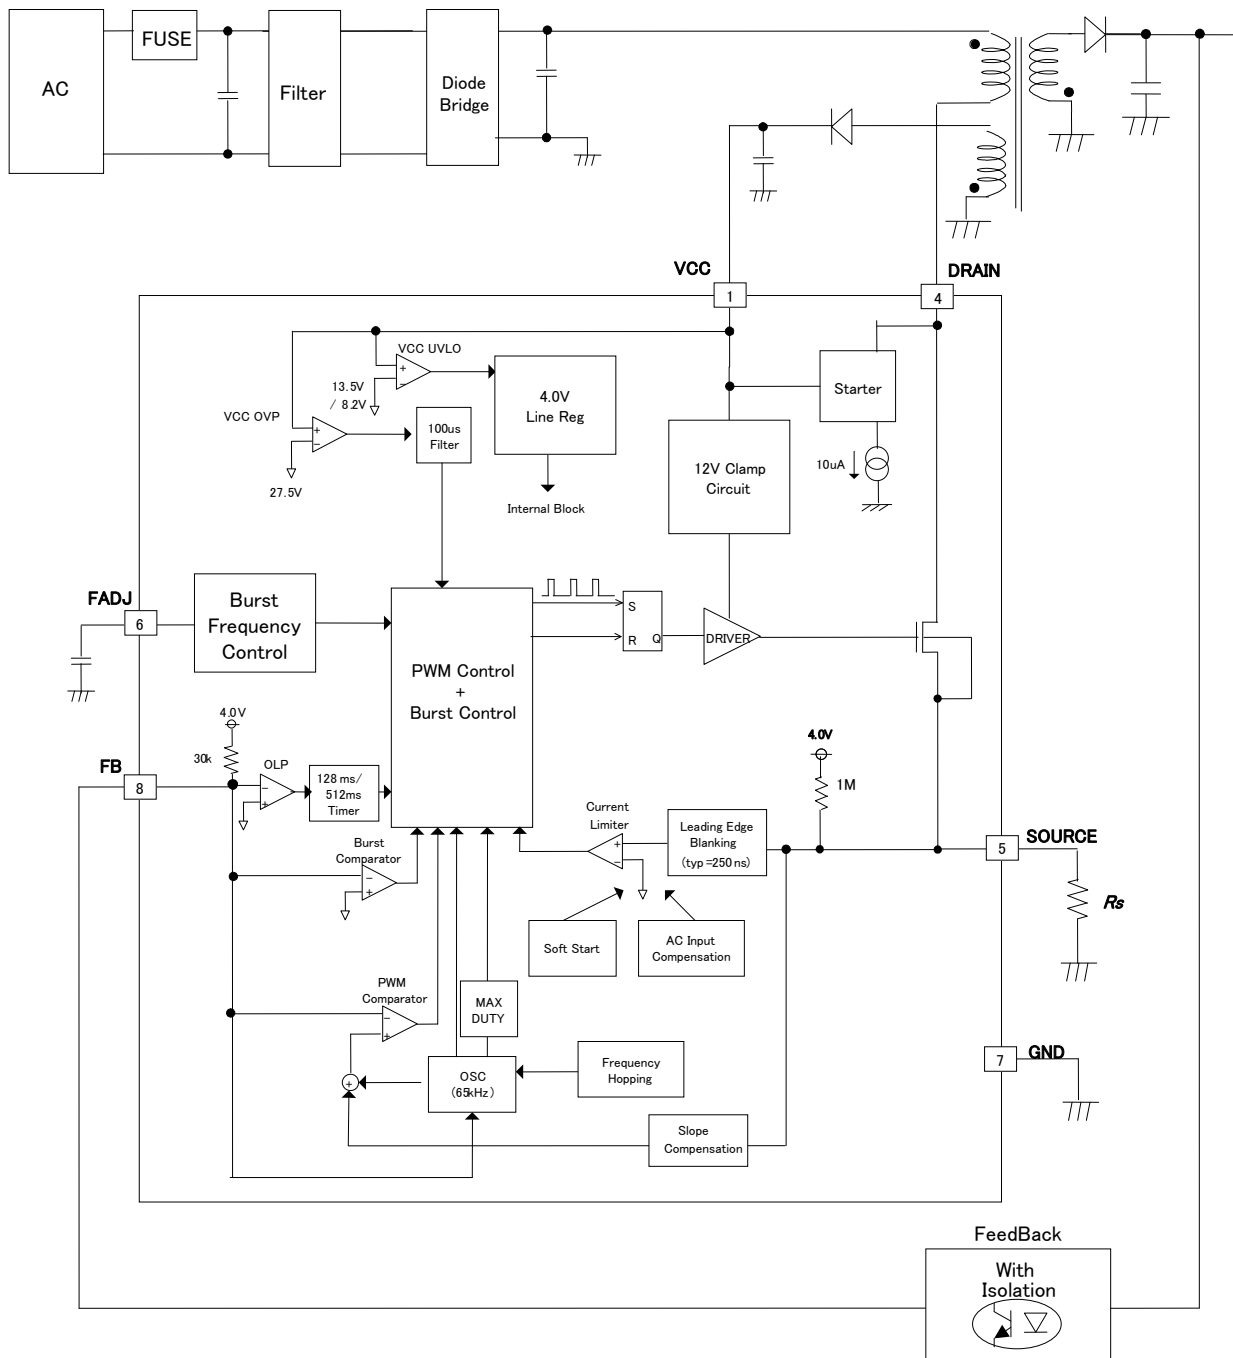 AC
FUSE
Filter
Diode
Bridge
VCC
1
DRAIN
4
VCC UVLO
+
−
13.5V
/ 8.2V
4.0V
Line Reg
Starter
VCC OVP
+
−
27.5V
100us
Filter
12V Clamp
Circuit
10uA
Internal Block
FADJ
6
Burst
Frequency
Control
PWM Control
+
Burst Control
S
R
Q
DRIVER
4.0V
30k
FB
8
OLP
−
+
128 ms/
512ms
Timer
4.0V
1M
Current
Limiter
+
−
Leading Edge
Blanking
(typ =250 ns)
SOURCE
5
Rs
Burst
Comparator
−
+
Soft Start
AC Input
Compensation
PWM
Comparator
−
+
MAX
DUTY
+
OSC
(65kHz)
Frequency
Hopping
7
GND
Slope
Compensation
FeedBack
With
Isolation